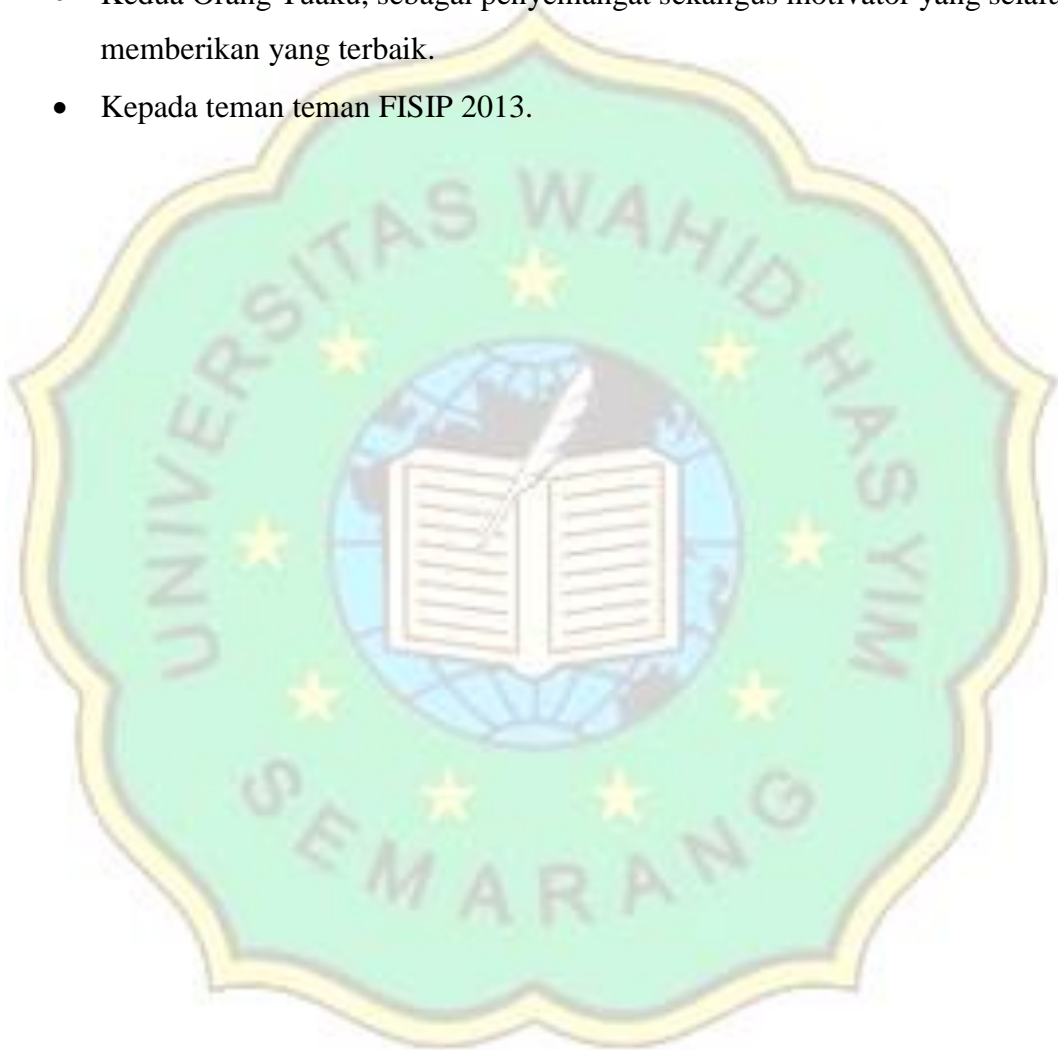 Kedua Orang Tuaku, sebagai penyemangat sekaligus motivator yang selalu
memberikan yang terbaik.
• Kepada teman teman FISIP 2013.
UNIVERSITAS WAHID HASYIM
SEMARANG